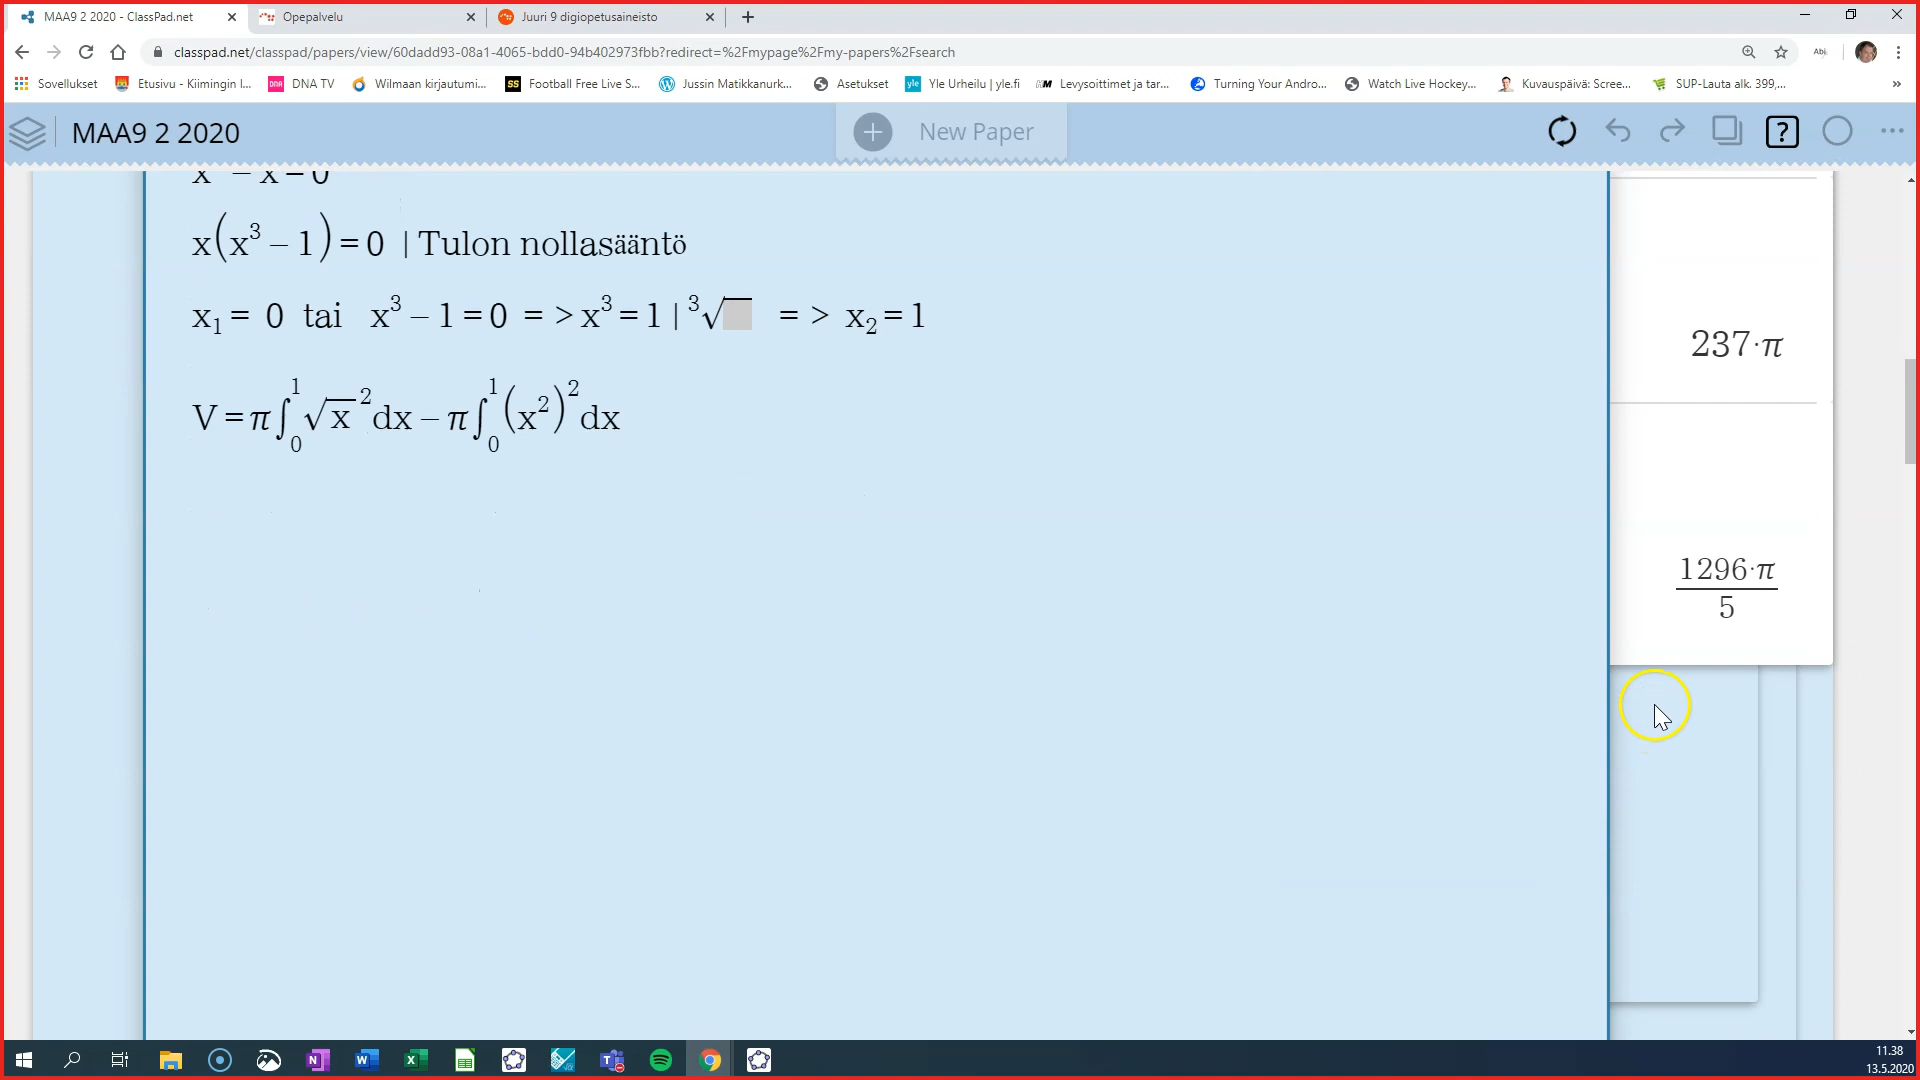 MAA9 2 2020 - ClassPad.net
Opepalvelu
Juuri 9 digiopetusaineisto
classpad.net/classpad/papers/view/60dadd93-08a1-4065-bdd0-94b402973fbb?redirect=%2Fmypage%2Fmy-papers%2Fsearch
Sovellukset
Etusivu - Kiimingin l...
DNA TV
Wilmaan kirjautumi...
Football Free Live S...
Jussin Matikkanurk...
Asetukset
Yle Urheilu | yle.fi
Levysoittimet ja tar...
Turning Your Andro...
Watch Live Hockey...
Kuvauspäivä: Scree...
SUP-Lauta alk. 399,...
MAA9 2 2020
New Paper
x(x³ – 1) = 0 | Tulon nollasääntö
x₁ = 0 tai x³ – 1 = 0 = > x³ = 1 | ³√ = > x₂ = 1
V = π∫₀¹ √x² dx – π∫₀¹ (x²)² dx
237·π
1296·π
5
11.38
13.5.2020